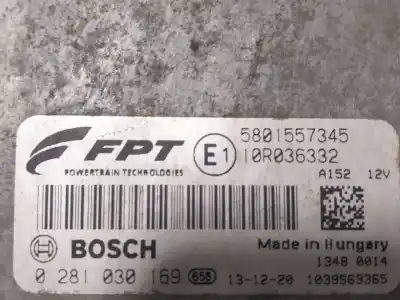 FPT
POWERTRAIN TECHNOLOGIES
E1
5801557345
10R036332
A152 12V
BOSCH
Made in Hungary
1348 0014
0 281 030 169 658 13-12-20 1039S69365